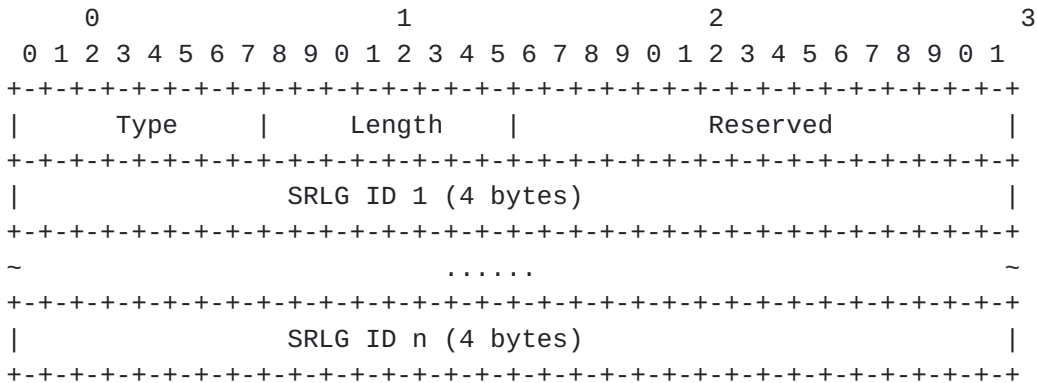 0                   1                   2                   3
0 1 2 3 4 5 6 7 8 9 0 1 2 3 4 5 6 7 8 9 0 1 2 3 4 5 6 7 8 9 0 1
+-+-+-+-+-+-+-+-+-+-+-+-+-+-+-+-+-+-+-+-+-+-+-+-+-+-+-+-+-+-+-+-+
|      Type     |     Length    |            Reserved           |
+-+-+-+-+-+-+-+-+-+-+-+-+-+-+-+-+-+-+-+-+-+-+-+-+-+-+-+-+-+-+-+-+
|                 SRLG ID 1 (4 bytes)                           |
+-+-+-+-+-+-+-+-+-+-+-+-+-+-+-+-+-+-+-+-+-+-+-+-+-+-+-+-+-+-+-+-+
~                           ......                              ~
+-+-+-+-+-+-+-+-+-+-+-+-+-+-+-+-+-+-+-+-+-+-+-+-+-+-+-+-+-+-+-+-+
|                 SRLG ID n (4 bytes)                           |
+-+-+-+-+-+-+-+-+-+-+-+-+-+-+-+-+-+-+-+-+-+-+-+-+-+-+-+-+-+-+-+-+